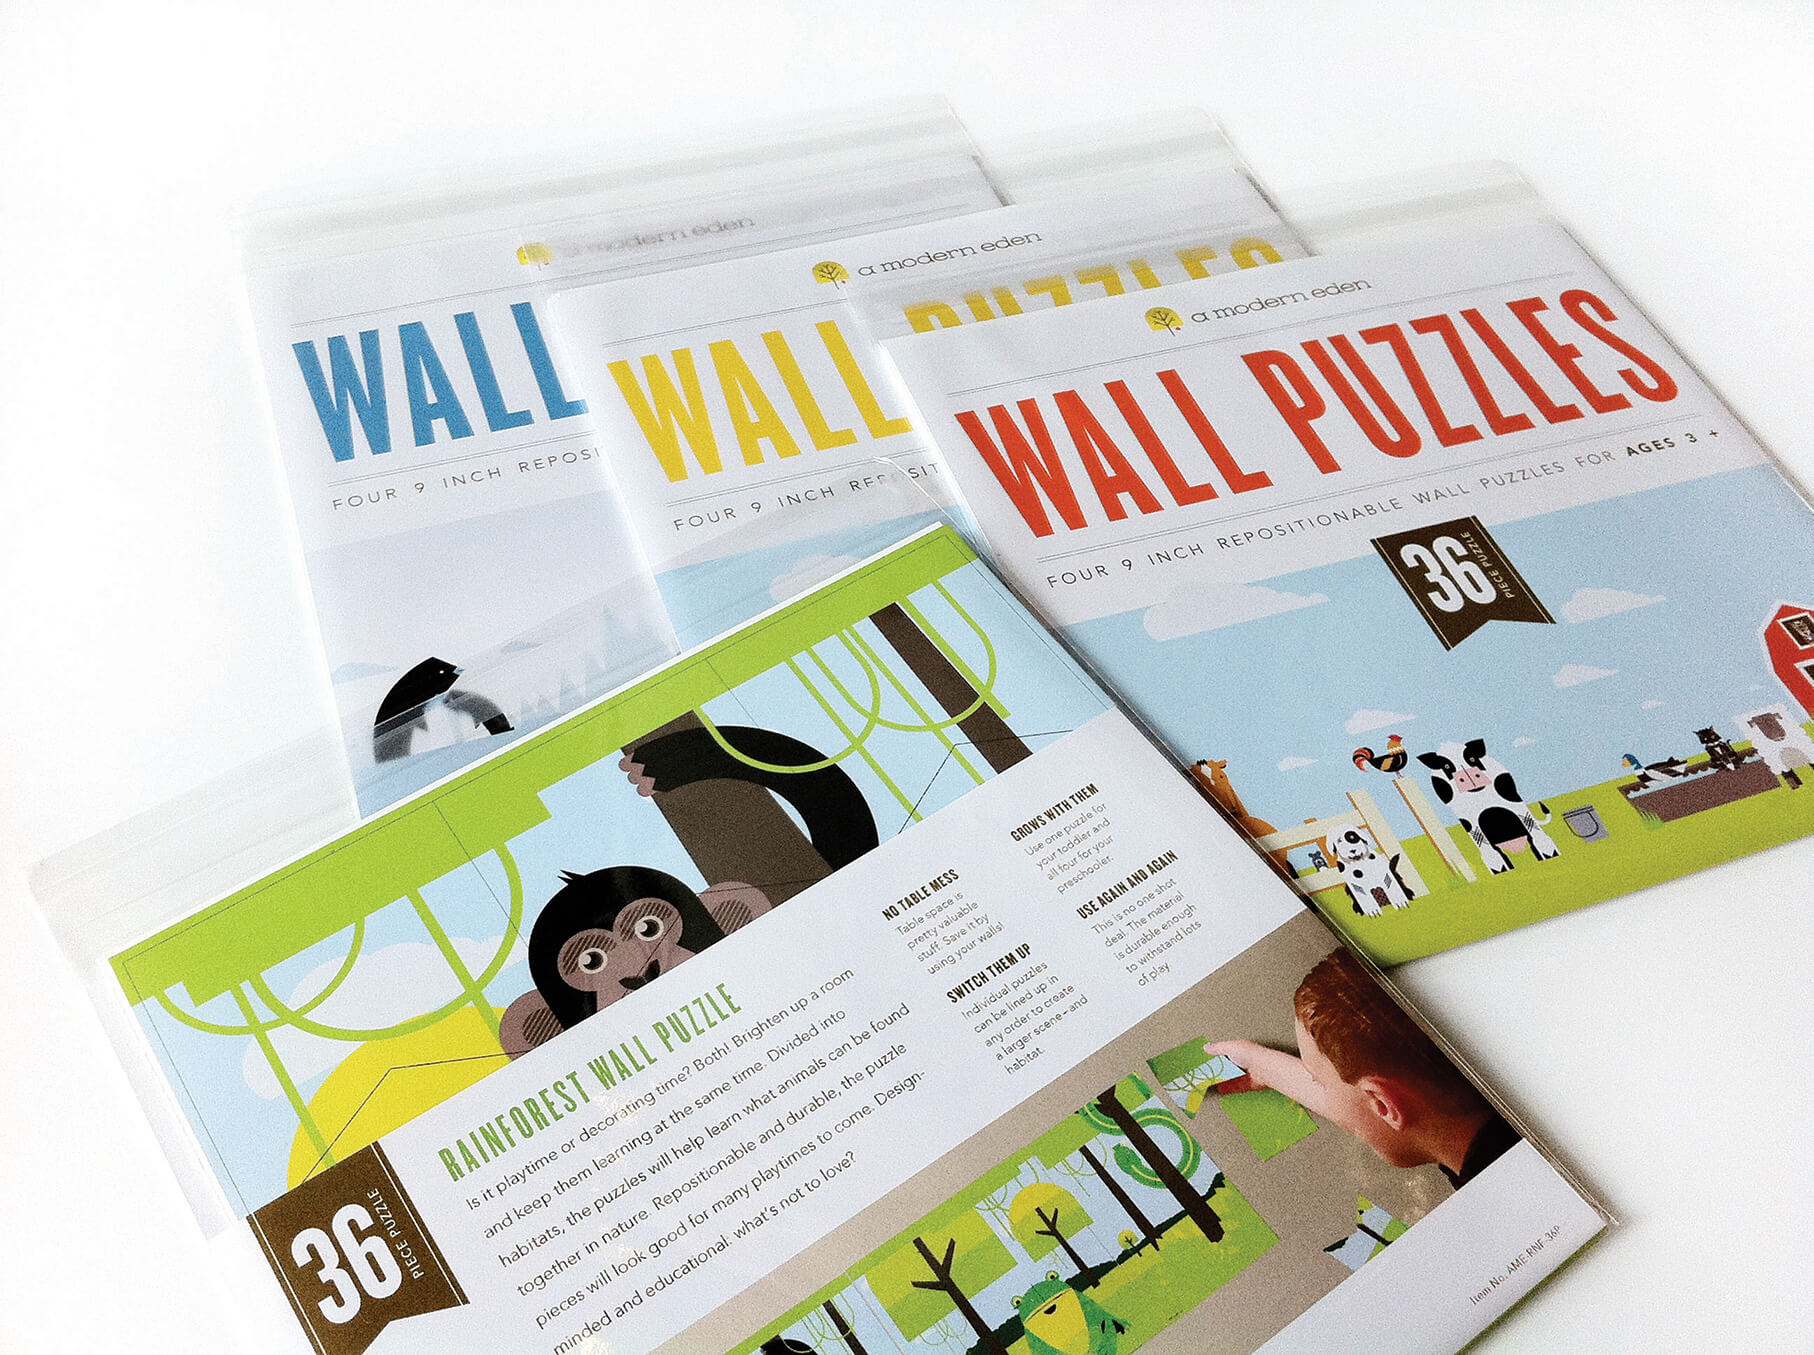 a modern eden
WALL
FOUR 9 INCH REPOSI
a modern eden
WALL
FOUR 9 INCH REPOSIT
PUZZLES
a modern eden
WALL PUZZLES
FOUR 9 INCH REPOSITIONABLE WALL PUZZLES FOR AGES 3 +
36
PIECE PUZZLE
RAINFOREST WALL PUZZLE
Is it playtime or decorating time? Both! Brighten up a room
and keep them learning at the same time. Divided into
habitats, the puzzles will help learn what animals can be found
together in nature. Repositionable and durable, the puzzle
pieces will look good for many playtimes to come. Design-
minded and educational: what's not to love?
36
PIECE PUZZLE
NO TABLE MESS
Table space is
pretty valuable
stuff. Save it by
using your walls!
SWITCH THEM UP
Individual puzzles
can be lined up in
any order to create
a larger scene – and
habitat.
GROWS WITH THEM
Use one puzzle for
your toddler and
all four for your
preschooler.
USE AGAIN AND AGAIN
This is no one shot
deal. The material
is durable enough
to withstand lots
of play
Item No. AME-RNF-36P